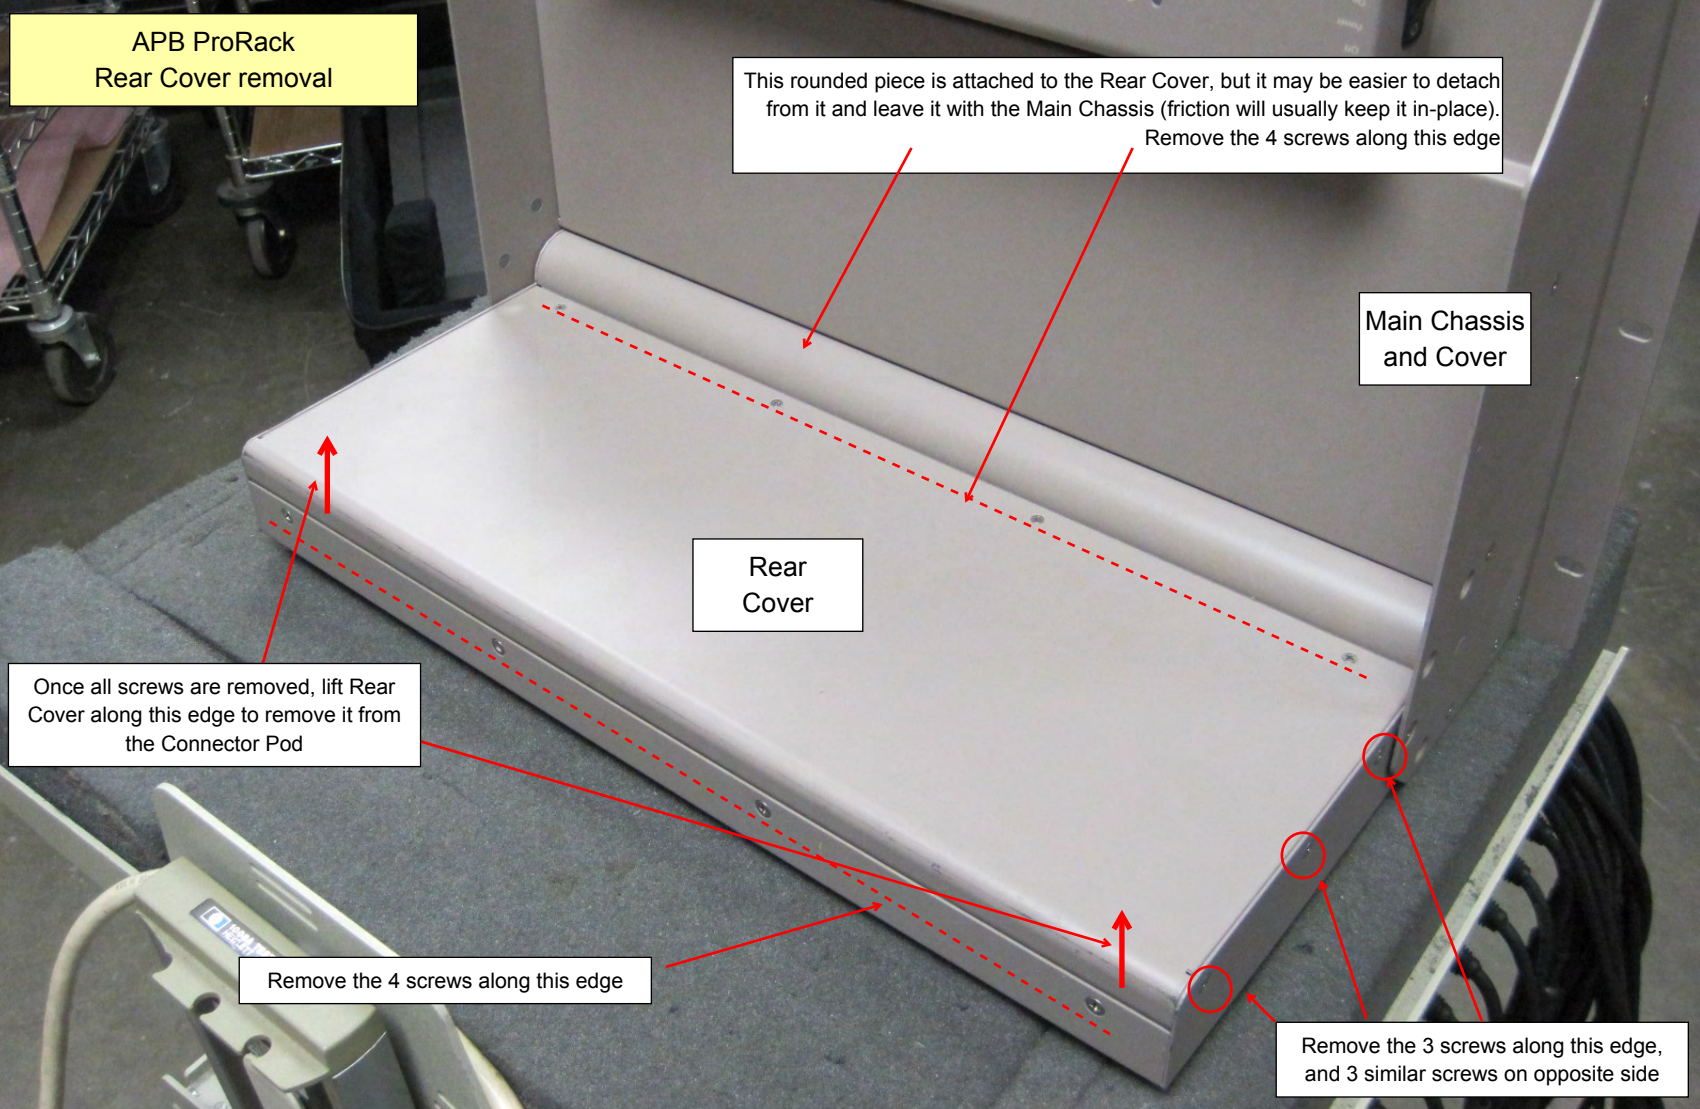 APB ProRack
Rear Cover removal
This rounded piece is attached to the Rear Cover, but it may be easier to detach
from it and leave it with the Main Chassis (friction will usually keep it in-place).
Remove the 4 screws along this edge
Main Chassis
and Cover
Rear
Cover
Once all screws are removed, lift Rear
Cover along this edge to remove it from
the Connector Pod
Remove the 4 screws along this edge
Remove the 3 screws along this edge,
and 3 similar screws on opposite side